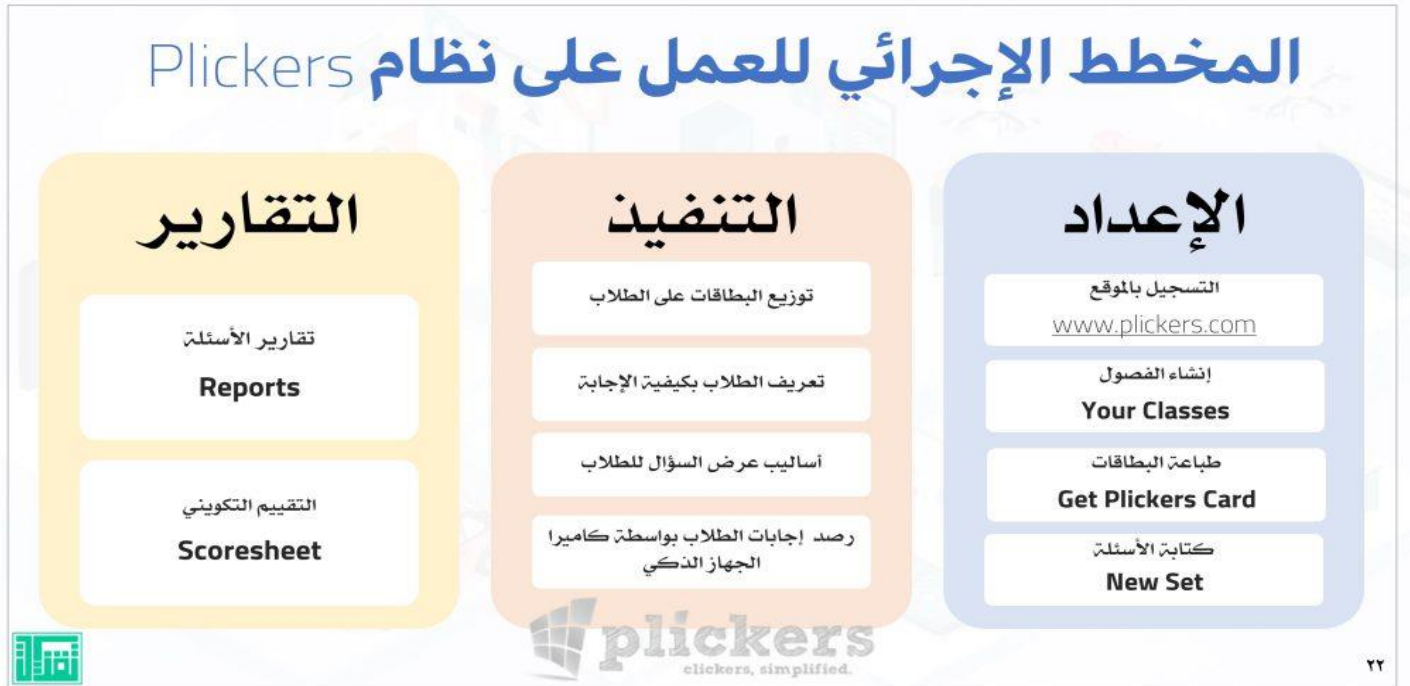 المخطط الإجرائي للعمل على نظام Plickers
الإعداد
التسجيل بالموقع
www.plickers.com
إنشاء الفصول
Your Classes
طباعة البطاقات
Get Plickers Card
كتابة الأسئلة
New Set
التنفيذ
توزيع البطاقات على الطلاب
تعريف الطلاب بكيفية الإجابة
أساليب عرض السؤال للطلاب
رصد إجابات الطلاب بواسطة كاميرا
الجهاز الذكي
التقارير
تقارير الأسئلة
Reports
التقييم التكويني
Scoresheet
plickers
clickers, simplified.
٢٢